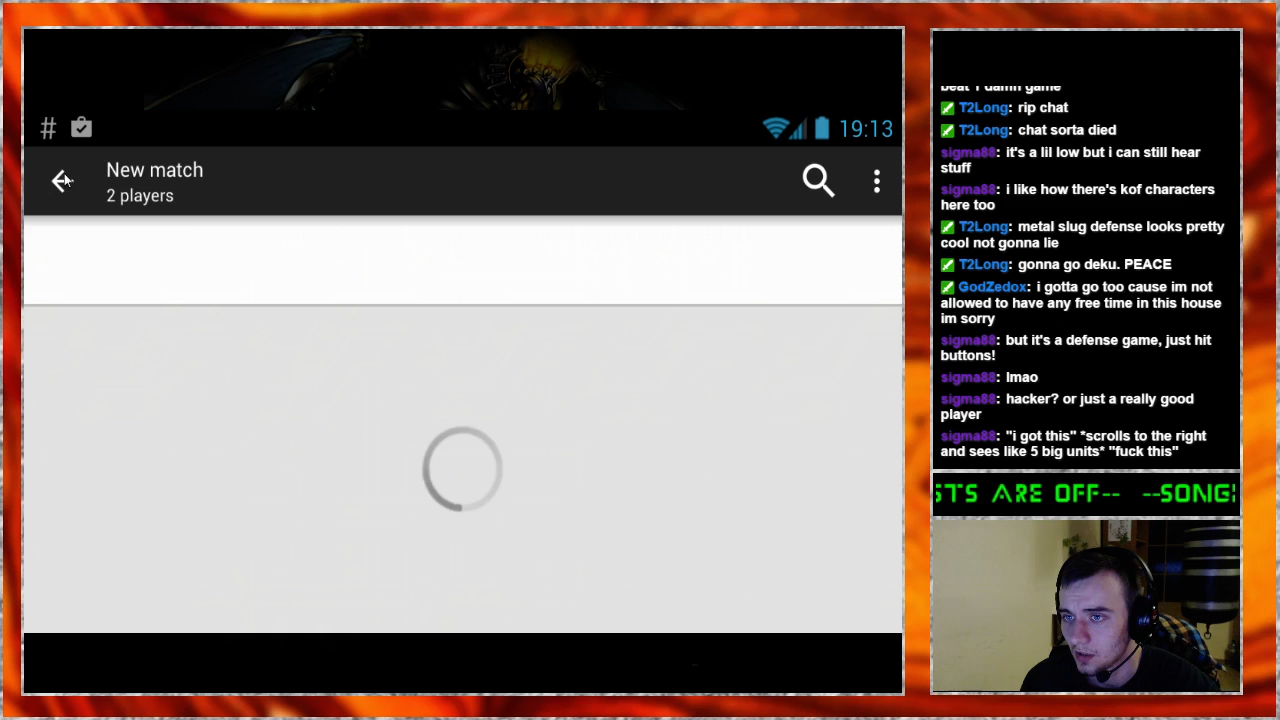 # 19:13
New match
2 players
beat 1 damn game
T2Long: rip chat
T2Long: chat sorta died
sigma88: it's a lil low but i can still hear
stuff
sigma88: i like how there's kof characters
here too
T2Long: metal slug defense looks pretty
cool not gonna lie
T2Long: gonna go deku. PEACE
GodZedox: i gotta go too cause im not
allowed to have any free time in this house
im sorry
sigma88: but it's a defense game, just hit
buttons!
sigma88: lmao
sigma88: hacker? or just a really good
player
sigma88: "i got this" *scrolls to the right
and sees like 5 big units* "fuck this"
STS ARE OFF-- --SONG